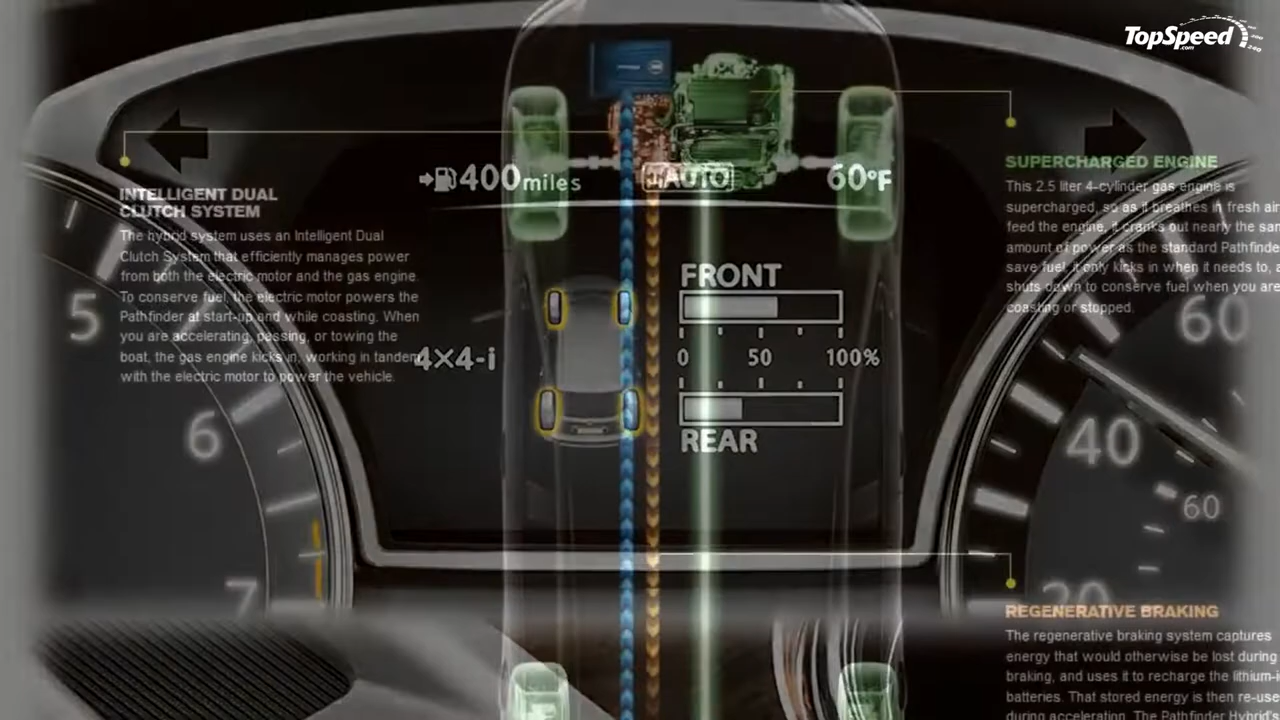 TopSpeed
.com
240
400miles
AUTO
60°F
INTELLIGENT DUAL
CLUTCH SYSTEM
The hybrid system uses an Intelligent Dual
Clutch System that efficiently manages power
from both the electric motor and the gas engine.
To conserve fuel, the electric motor powers the
Pathfinder at start-up and while coasting. When
you are accelerating, passing, or towing the
boat, the gas engine kicks in, working in tandem
with the electric motor to power the vehicle.
SUPERCHARGED ENGINE
This 2.5 liter 4-cylinder gas engine is
supercharged, so as it breathes in fresh air
feed the engine, it cranks out nearly the
amount of power as the standard Pathfinder
save fuel, it only kicks in when it needs to,
shuts down to conserve fuel when you are
coasting or stopped.
FRONT
0 50 100%
REAR
4×4-i
5
6
7
60
40
60
20
REGENERATIVE BRAKING
The regenerative braking system captures
energy that would otherwise be lost during
braking, and uses it to recharge the
batteries. That stored energy is then
during acceleration. The Pathfinder Hybrid's